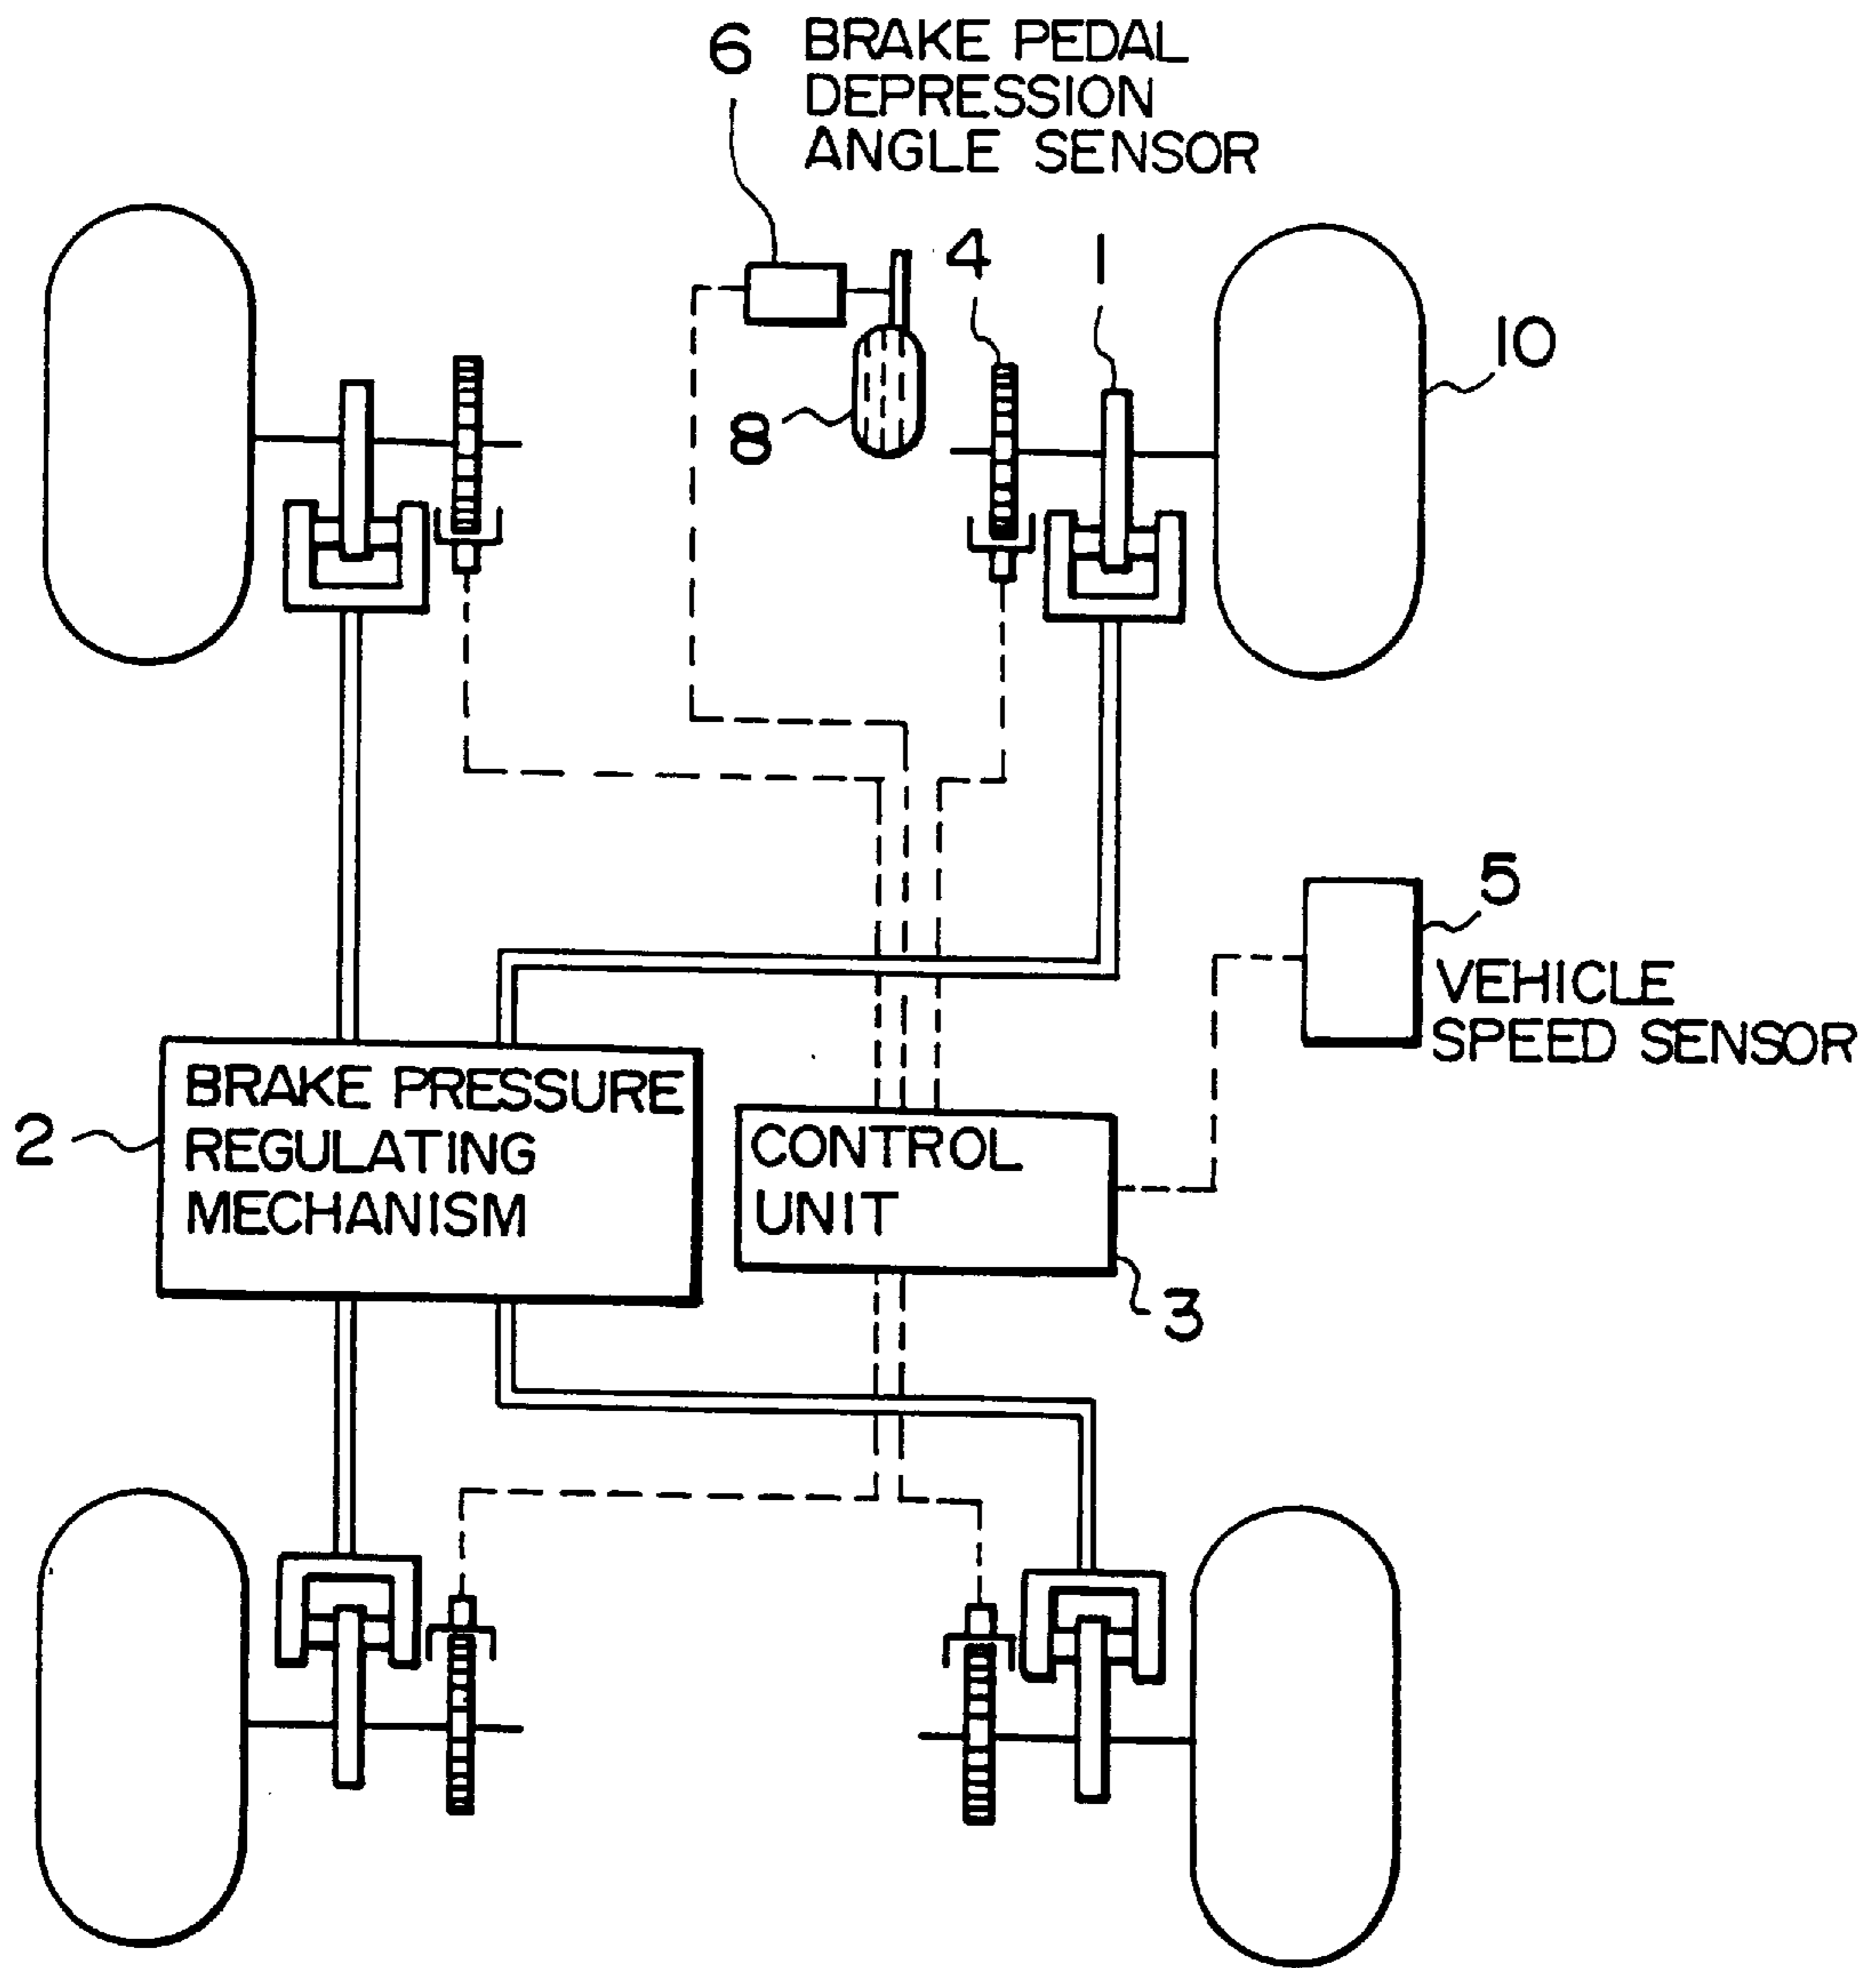 6 BRAKE PEDAL
DEPRESSION
ANGLE SENSOR
4
1
10
8
5
VEHICLE
SPEED SENSOR
2
BRAKE PRESSURE
REGULATING
MECHANISM
CONTROL
UNIT
3